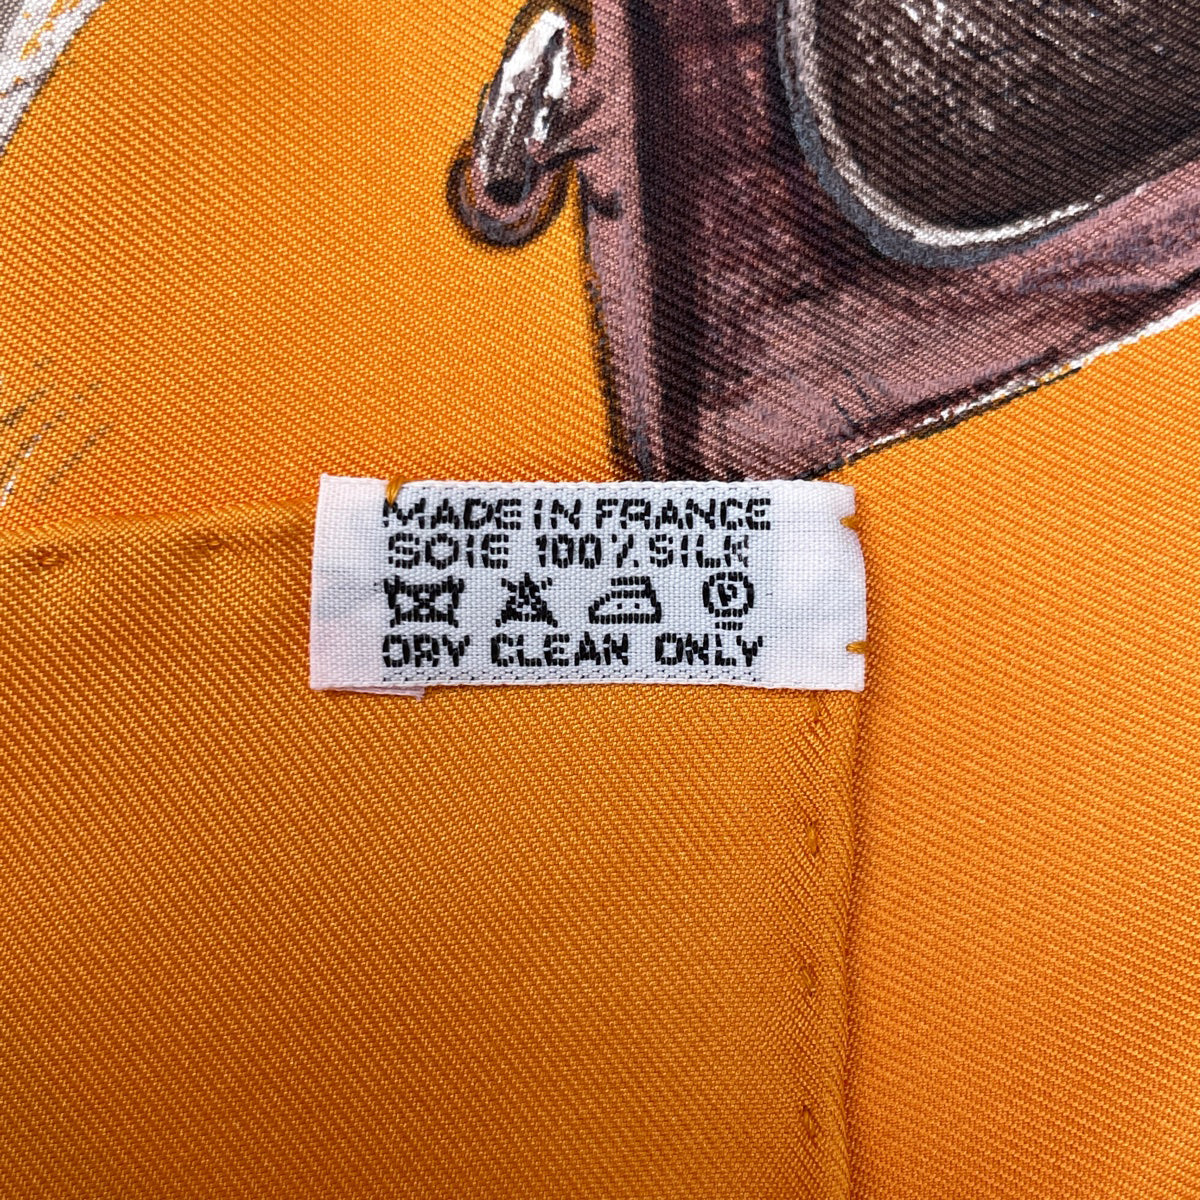 MADE IN FRANCE
SOIE 100% SILK
P
DRY CLEAN ONLY